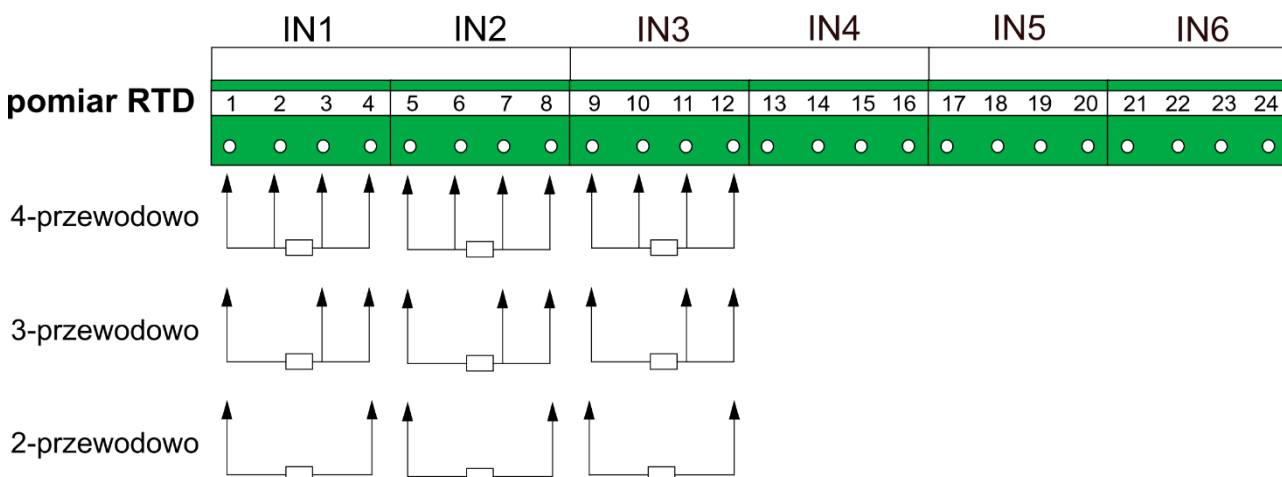 IN1 IN2 IN3 IN4 IN5 IN6
pomiar RTD 1 2 3 4 5 6 7 8 9 10 11 12 13 14 15 16 17 18 19 20 21 22 23 24
4-przewodowo
3-przewodowo
2-przewodowo